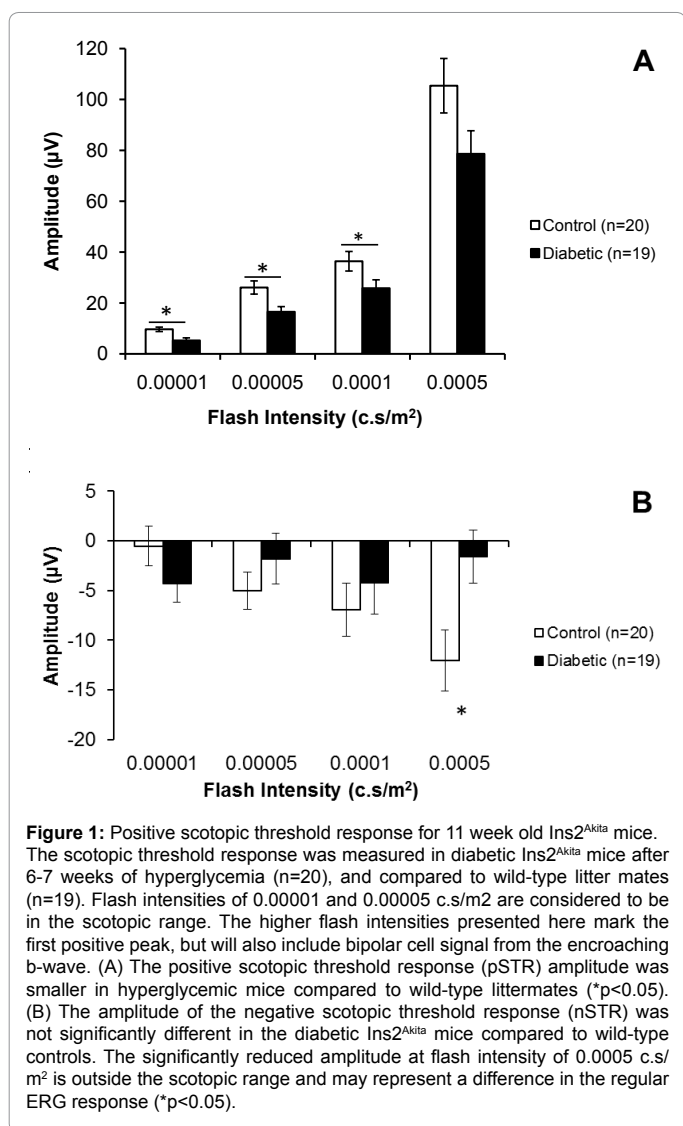 A
120
100
80
60
40
20
0
Amplitude (µV)
* * *
Control (n=20)
Diabetic (n=19)
0.00001 0.00005 0.0001 0.0005
Flash Intensity (c.s/m²)
B
5
0
-5
-10
-15
-20
Amplitude (µV)
Control (n=20)
Diabetic (n=19)
*
0.00001 0.00005 0.0001 0.0005
Flash Intensity (c.s/m²)
Figure 1: Positive scotopic threshold response for 11 week old Ins2ᴬᵏⁱᵗᵃ mice.
The scotopic threshold response was measured in diabetic Ins2ᴬᵏⁱᵗᵃ mice after
6-7 weeks of hyperglycemia (n=20), and compared to wild-type litter mates
(n=19). Flash intensities of 0.00001 and 0.00005 c.s/m2 are considered to be
in the scotopic range. The higher flash intensities presented here mark the
first positive peak, but will also include bipolar cell signal from the encroaching
b-wave. (A) The positive scotopic threshold response (pSTR) amplitude was
smaller in hyperglycemic mice compared to wild-type littermates (*p<0.05).
(B) The amplitude of the negative scotopic threshold response (nSTR) was
not significantly different in the diabetic Ins2ᴬᵏⁱᵗᵃ mice compared to wild-type
controls. The significantly reduced amplitude at flash intensity of 0.0005 c.s/
m² is outside the scotopic range and may represent a difference in the regular
ERG response (*p<0.05).